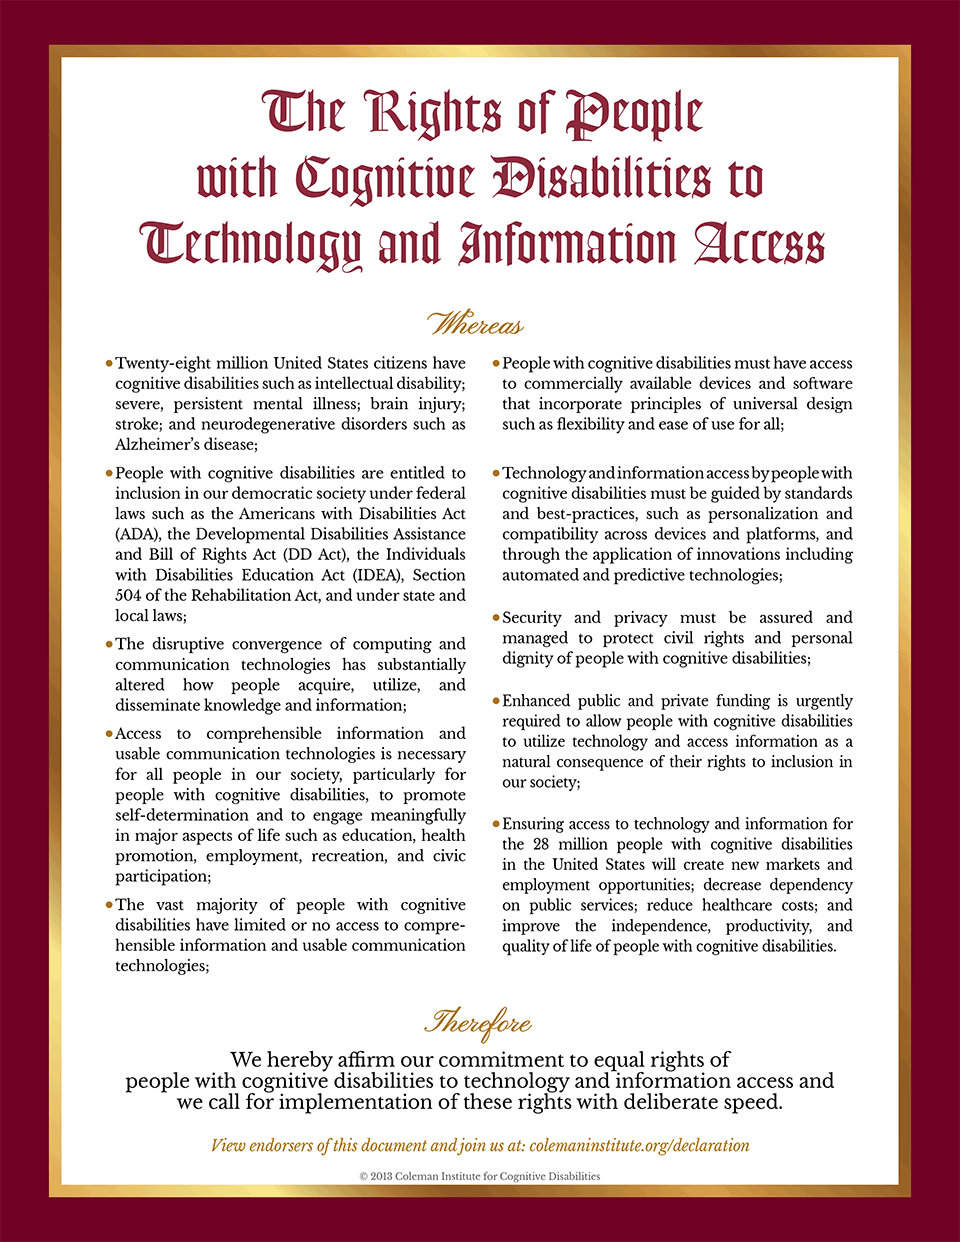 The Rights of People
with Cognitive Disabilities to
Technology and Information Access
Whereas
•Twenty-eight million United States citizens have
cognitive disabilities such as intellectual disability;
severe, persistent mental illness; brain injury;
stroke; and neurodegenerative disorders such as
Alzheimer's disease;
•People with cognitive disabilities are entitled to
inclusion in our democratic society under federal
laws such as the Americans with Disabilities Act
(ADA), the Developmental Disabilities Assistance
and Bill of Rights Act (DD Act), the Individuals
with Disabilities Education Act (IDEA), Section
504 of the Rehabilitation Act, and under state and
local laws;
•The disruptive convergence of computing and
communication technologies has substantially
altered how people acquire, utilize, and
disseminate knowledge and information;
•Access to comprehensible information and
usable communication technologies is necessary
for all people in our society, particularly for
people with cognitive disabilities, to promote
self-determination and to engage meaningfully
in major aspects of life such as education, health
promotion, employment, recreation, and civic
participation;
•The vast majority of people with cognitive
disabilities have limited or no access to compre-
hensible information and usable communication
technologies;
•People with cognitive disabilities must have access
to commercially available devices and software
that incorporate principles of universal design
such as flexibility and ease of use for all;
•Technology and information access by people with
cognitive disabilities must be guided by standards
and best-practices, such as personalization and
compatibility across devices and platforms, and
through the application of innovations including
automated and predictive technologies;
•Security and privacy must be assured and
managed to protect civil rights and personal
dignity of people with cognitive disabilities;
•Enhanced public and private funding is urgently
required to allow people with cognitive disabilities
to utilize technology and access information as a
natural consequence of their rights to inclusion in
our society;
•Ensuring access to technology and information for
the 28 million people with cognitive disabilities
in the United States will create new markets and
employment opportunities; decrease dependency
on public services; reduce healthcare costs; and
improve the independence, productivity, and
quality of life of people with cognitive disabilities.
Therefore
We hereby affirm our commitment to equal rights of
people with cognitive disabilities to technology and information access and
we call for implementation of these rights with deliberate speed.
View endorsers of this document and join us at: colemaninstitute.org/declaration
© 2013 Coleman Institute for Cognitive Disabilities